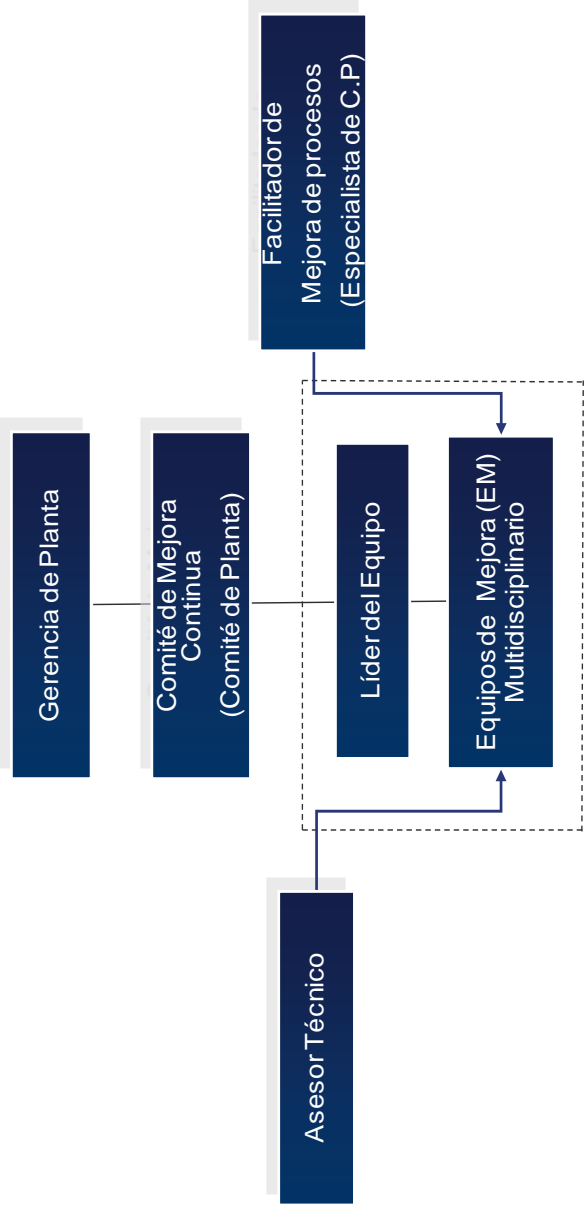 Gerencia de Planta
Comité de Mejora
Continua
(Comité de Planta)
Líder del Equipo
Equipos de Mejora (EM)
Multidisciplinario
Asesor Técnico
Facilitador de
Mejora de procesos
(Especialista de C.P)